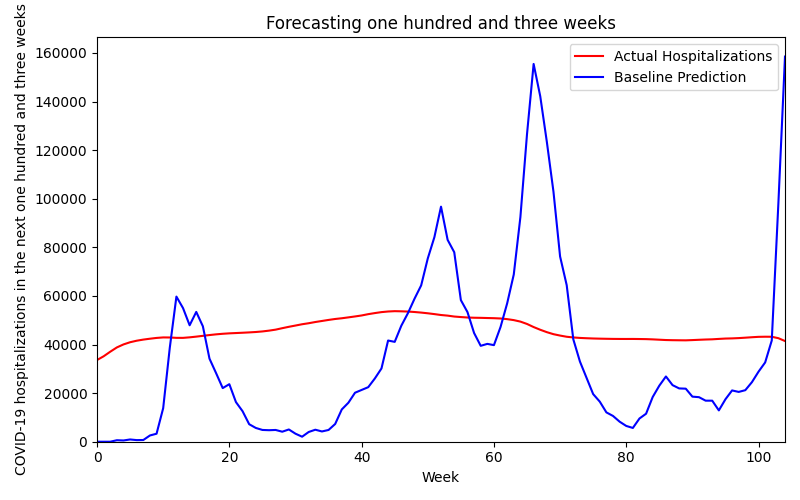 Forecasting one hundred and three weeks
COVID-19 hospitalizations in the next one hundred and three weeks
160000
140000
120000
100000
80000
60000
40000
20000
0
Actual Hospitalizations
Baseline Prediction
0 20 40 60 80 100
Week